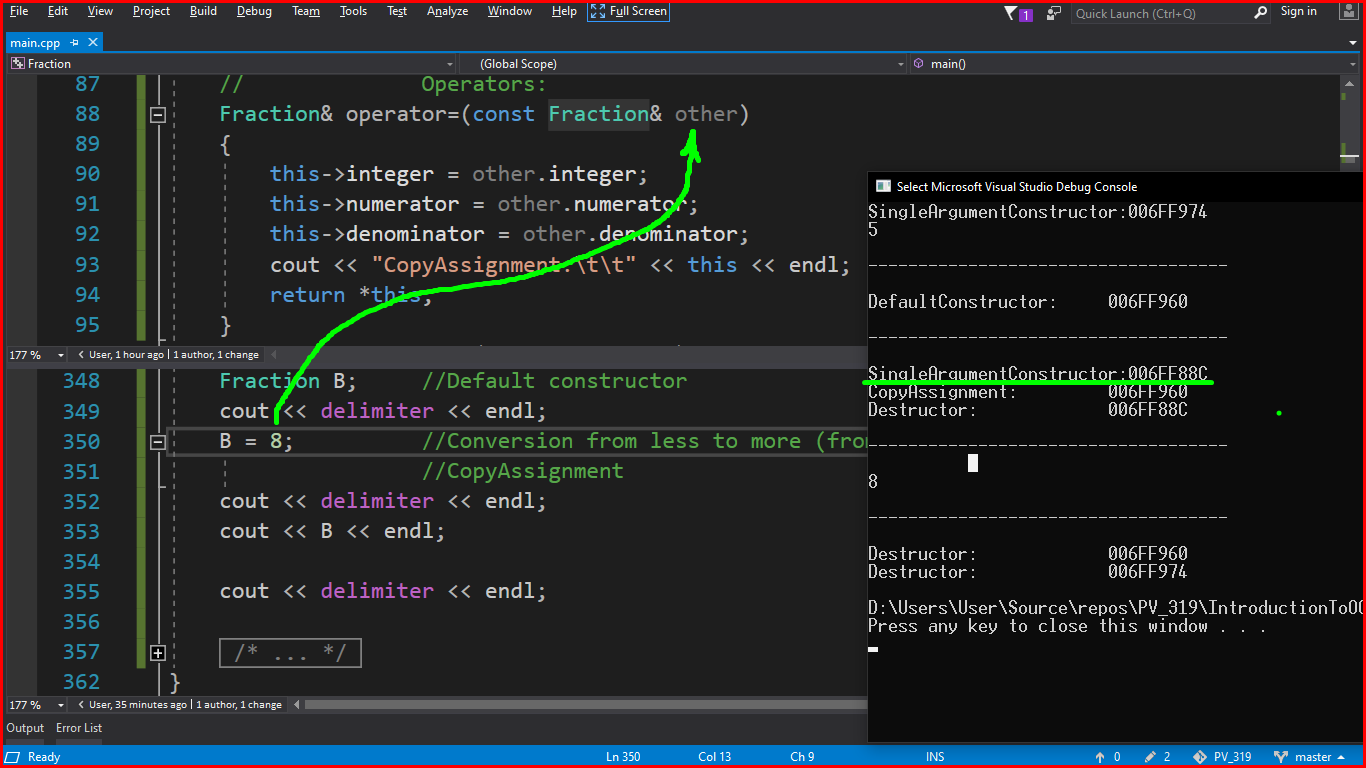 File Edit View Project Build Debug Team Tools Test Analyze Window Help Full Screen 1 Quick Launch (Ctrl+Q) Sign in
main.cpp
Fraction (Global Scope) main()
87 // Operators:
88 Fraction& operator=(const Fraction& other)
89 {
90 this->integer = other.integer;
91 this->numerator = other.numerator;
92 this->denominator = other.denominator;
93 cout << "CopyAssignment:\t\t" << this << endl;
94 return *this;
95 }
177 % User, 1 hour ago | 1 author, 1 change
348 Fraction B; //Default constructor
349 cout << delimiter << endl;
350 B = 8; //Conversion from less to more (fro
351 //CopyAssignment
352 cout << delimiter << endl;
353 cout << B << endl;
354
355 cout << delimiter << endl;
356
357 /* ... */
362 }
177 % User, 35 minutes ago | 1 author, 1 change
Output Error List
Ready Ln 350 Col 13 Ch 9 INS 0 2 PV_319 master
Select Microsoft Visual Studio Debug Console
SingleArgumentConstructor:006FF974
5
------------------------------------
DefaultConstructor: 006FF960
------------------------------------
SingleArgumentConstructor:006FF88C
CopyAssignment: 006FF960
Destructor: 006FF88C
------------------------------------
8
------------------------------------
Destructor: 006FF960
Destructor: 006FF974
D:\Users\User\Source\repos\PV_319\IntroductionToOO
Press any key to close this window . . .